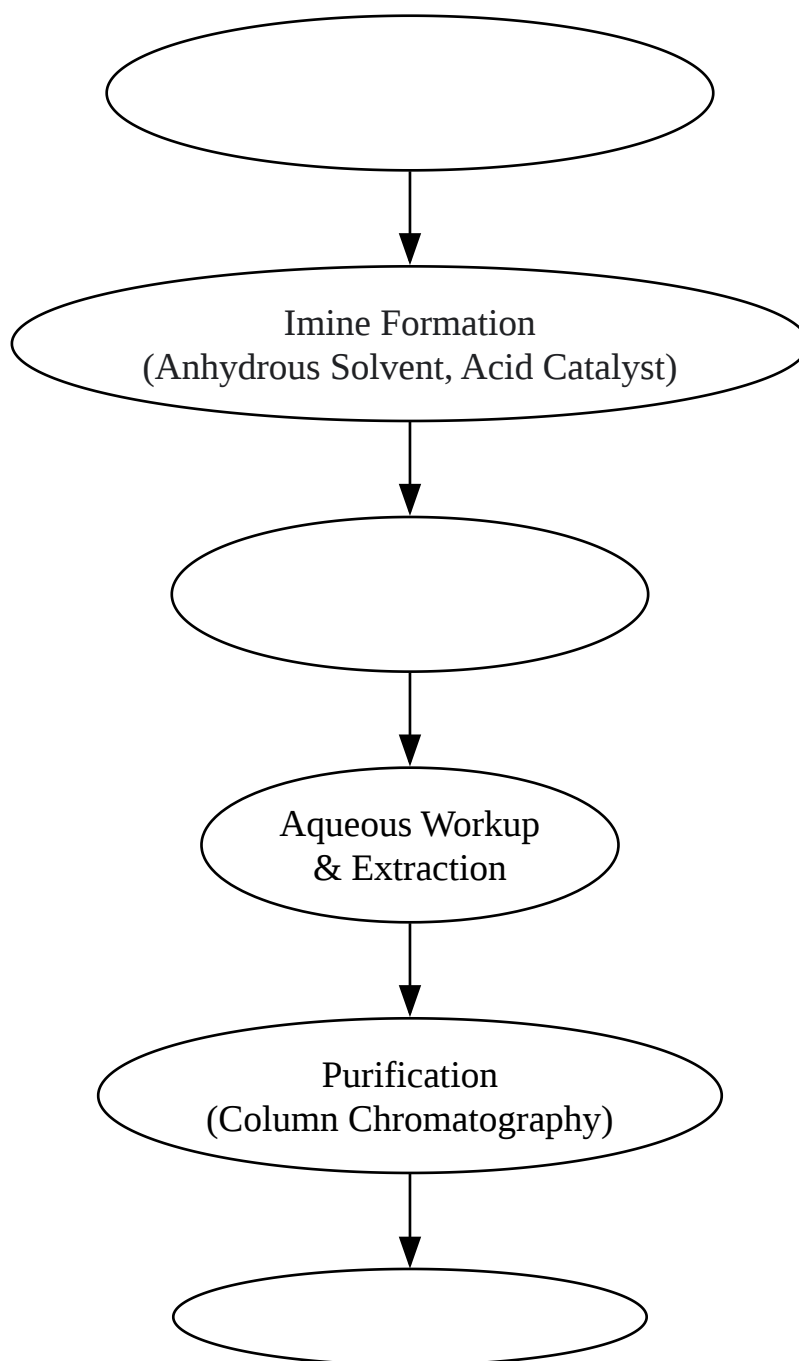 Imine Formation
(Anhydrous Solvent, Acid Catalyst)
Aqueous Workup
& Extraction
Purification
(Column Chromatography)